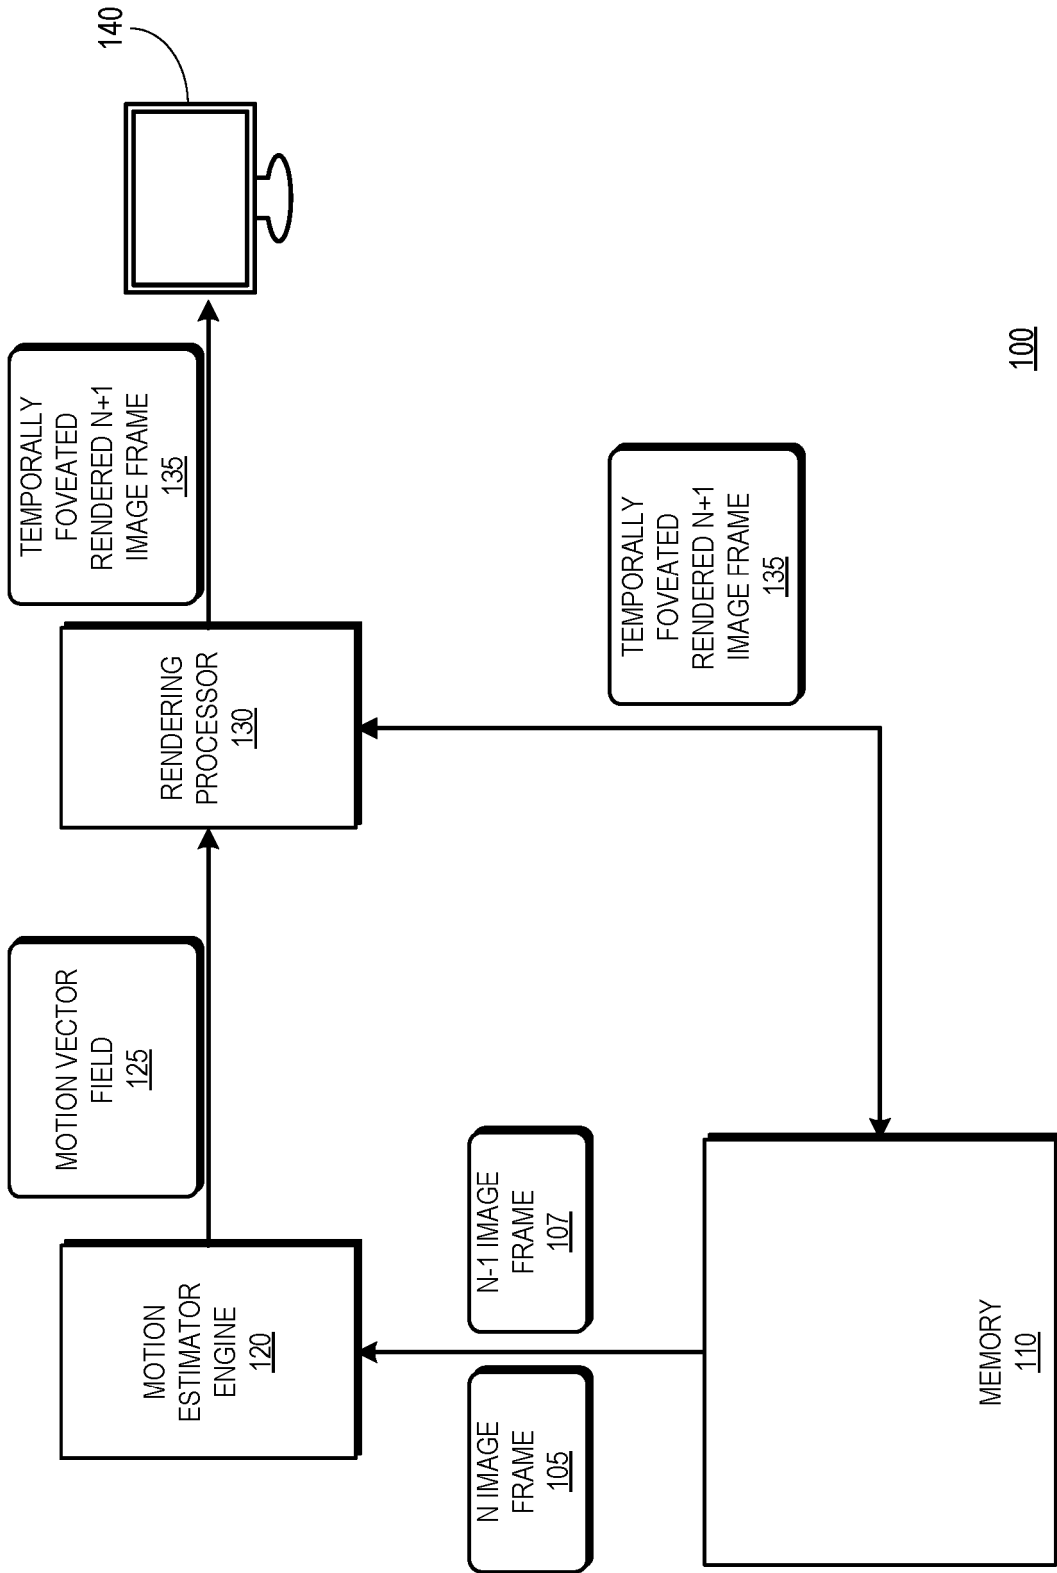 MOTION
ESTIMATOR
ENGINE
120
MOTION VECTOR
FIELD
125
RENDERING
PROCESSOR
130
TEMPORALLY
FOVEATED
RENDERED N+1
IMAGE FRAME
135
140
N IMAGE
FRAME
105
N-1 IMAGE
FRAME
107
TEMPORALLY
FOVEATED
RENDERED N+1
IMAGE FRAME
135
MEMORY
110
100